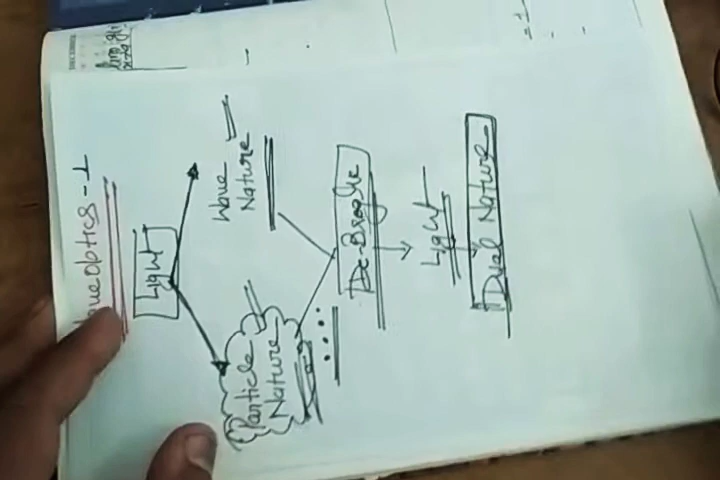 Wave Optics - 1
Light
Particle
Nature
Wave
Nature
De-Broglie
Light
Dual Nature